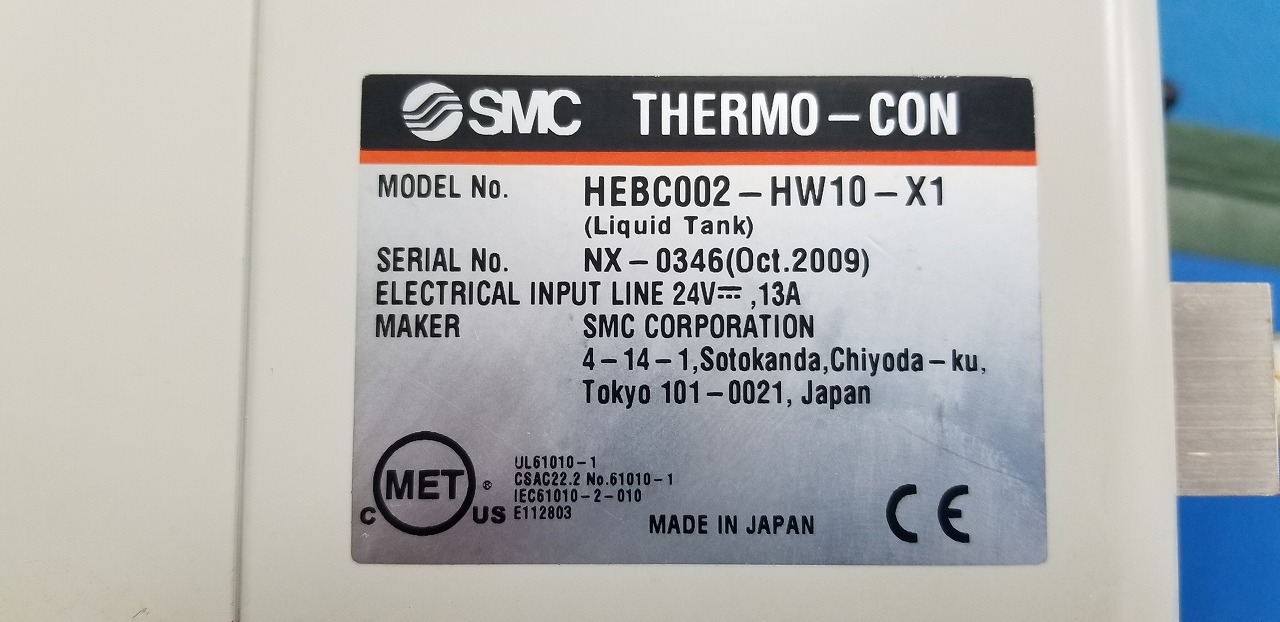 SMC THERMO-CON
MODEL No. HEBC002-HW10-X1
(Liquid Tank)
SERIAL No. NX-0346(Oct.2009)
ELECTRICAL INPUT LINE 24V⎓,13A
MAKER SMC CORPORATION
4-14-1,Sotokanda,Chiyoda-ku,
Tokyo 101-0021, Japan
UL61010-1
CSAC22.2 No.61010-1
IEC61010-2-010
E112803
C MET® US
MADE IN JAPAN
CE